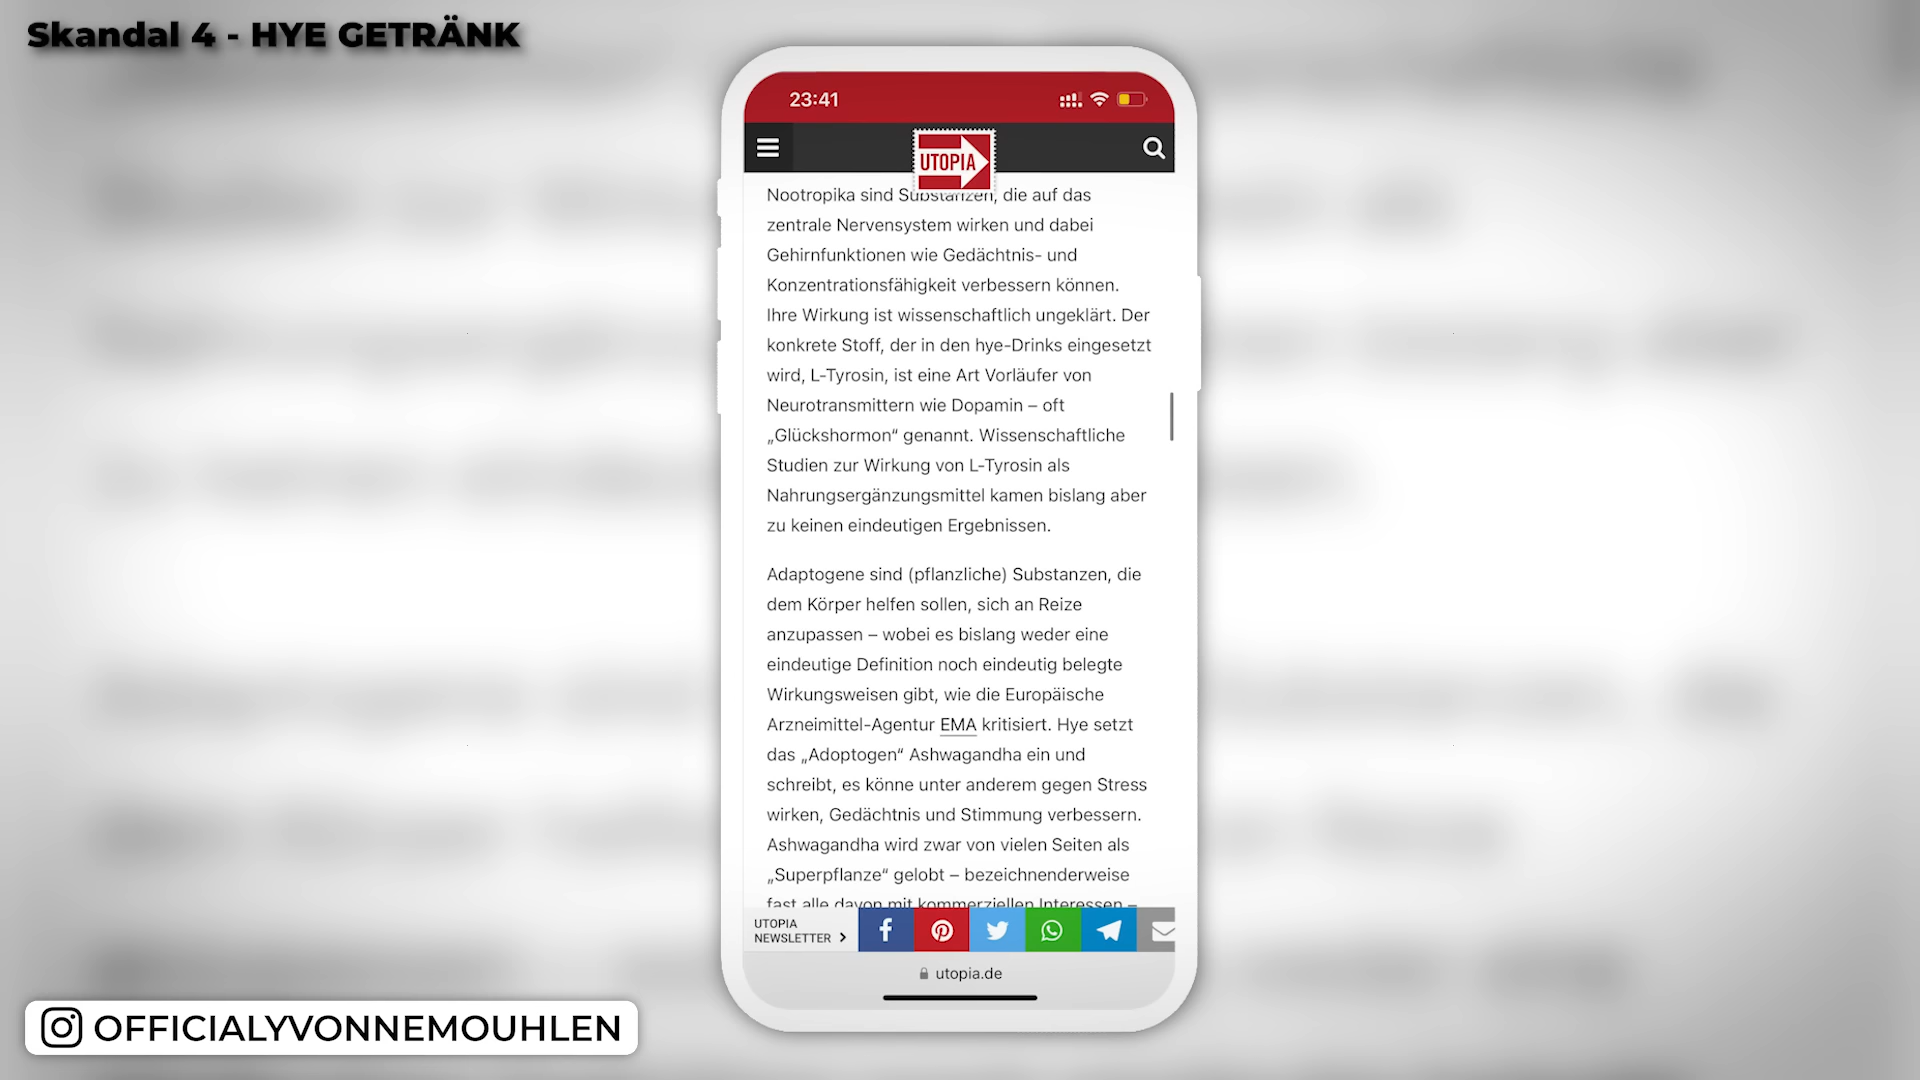 Skandal 4 - HYE GETRÄNK
23:41
UTOPIA
Nootropika sind Substanzen, die auf das
zentrale Nervensystem wirken und dabei
Gehirnfunktionen wie Gedächtnis- und
Konzentrationsfähigkeit verbessern können.
Ihre Wirkung ist wissenschaftlich ungeklärt. Der
konkrete Stoff, der in den hye-Drinks eingesetzt
wird, L-Tyrosin, ist eine Art Vorläufer von
Neurotransmittern wie Dopamin – oft
„Glückshormon“ genannt. Wissenschaftliche
Studien zur Wirkung von L-Tyrosin als
Nahrungsergänzungsmittel kamen bislang aber
zu keinen eindeutigen Ergebnissen.
Adaptogene sind (pflanzliche) Substanzen, die
dem Körper helfen sollen, sich an Reize
anzupassen – wobei es bislang weder eine
eindeutige Definition noch eindeutig belegte
Wirkungsweisen gibt, wie die Europäische
Arzneimittel-Agentur EMA kritisiert. Hye setzt
das „Adoptogen“ Ashwagandha ein und
schreibt, es könne unter anderem gegen Stress
wirken, Gedächtnis und Stimmung verbessern.
Ashwagandha wird zwar von vielen Seiten als
„Superpflanze“ gelobt – bezeichnenderweise
fast alle davon mit kommerziellen Interessen –
UTOPIA
NEWSLETTER
utopia.de
OFFICIALYVONNEMOUHLEN